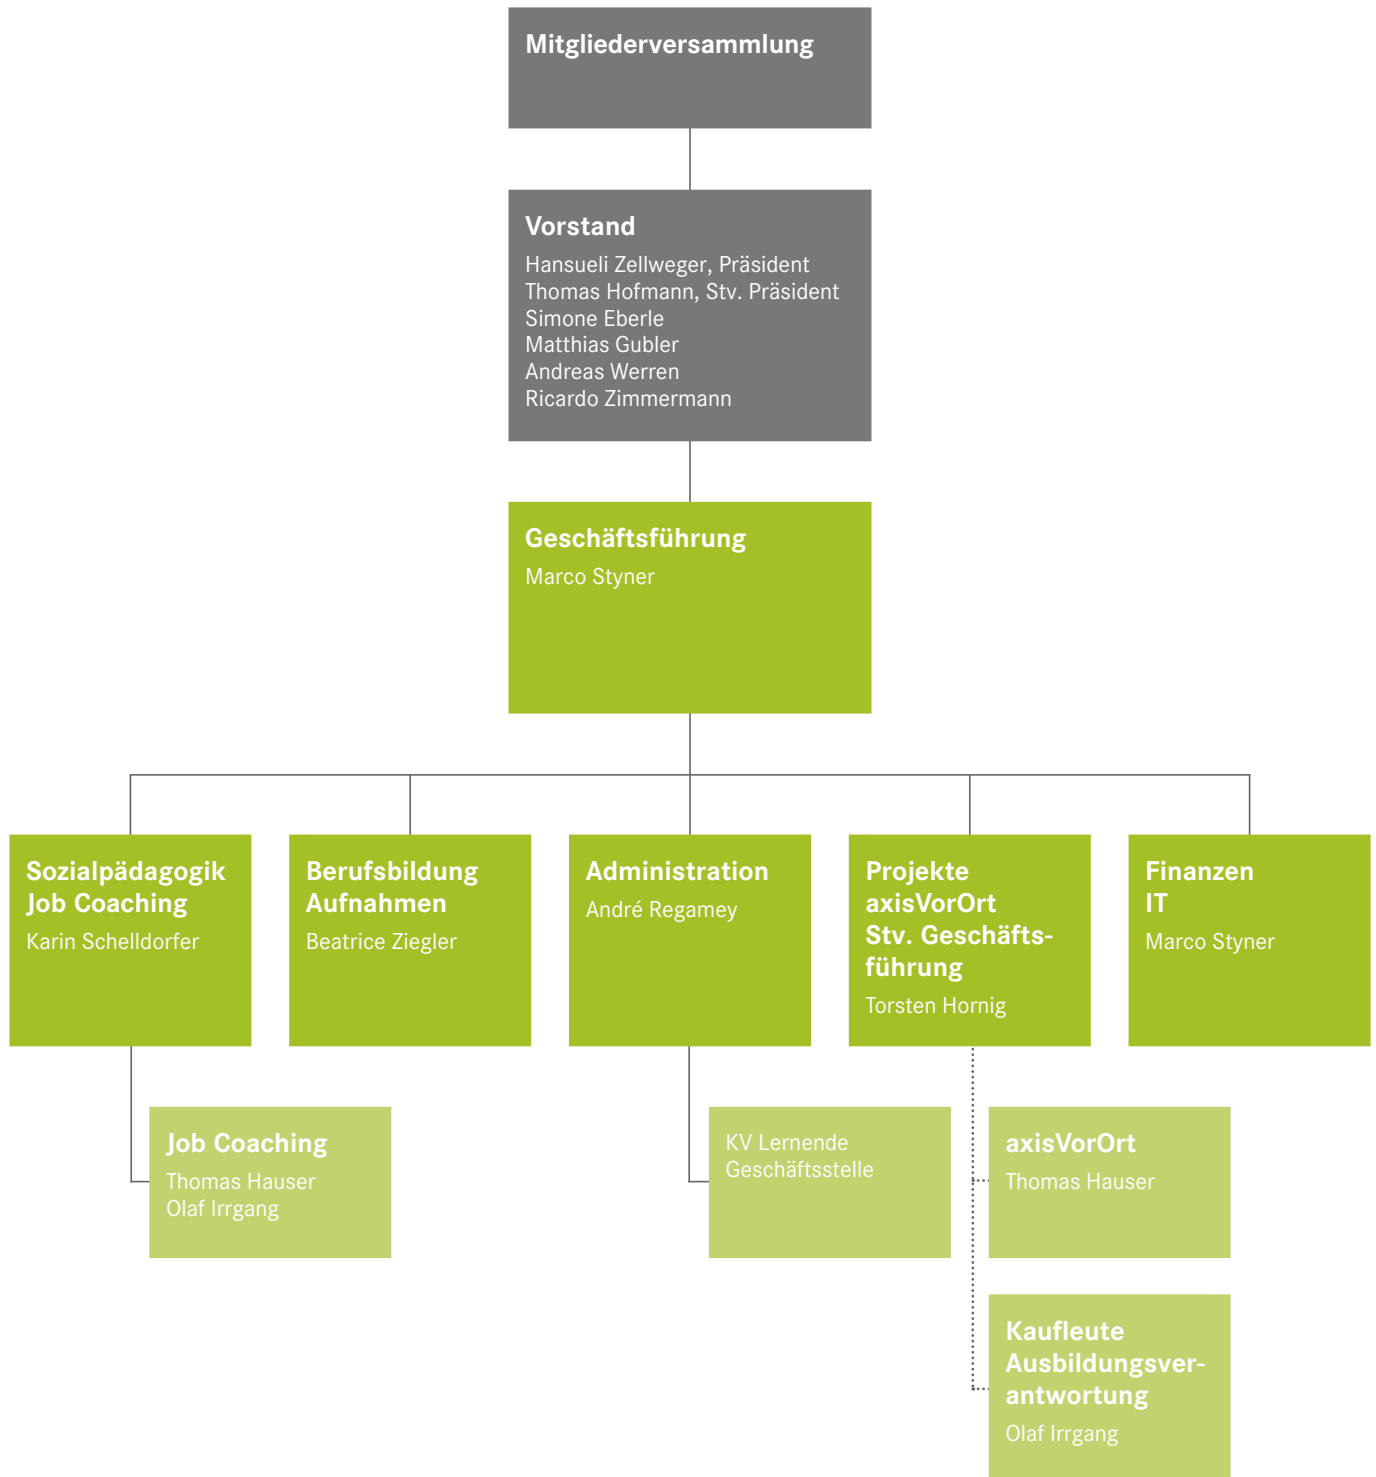 Mitgliederversammlung
Vorstand
Hansueli Zellweger, Präsident
Thomas Hofmann, Stv. Präsident
Simone Eberle
Matthias Gubler
Andreas Werren
Ricardo Zimmermann
Geschäftsführung
Marco Styner
Sozialpädagogik
Job Coaching
Karin Schelldorfer
Berufsbildung
Aufnahmen
Beatrice Ziegler
Administration
André Regamey
Projekte
axisVorOrt
Stv. Geschäfts-
führung
Torsten Hornig
Finanzen
IT
Marco Styner
Job Coaching
Thomas Hauser
Olaf Irrgang
KV Lernende
Geschäftsstelle
axisVorOrt
Thomas Hauser
Kaufleute
Ausbildungsver-
antwortung
Olaf Irrgang